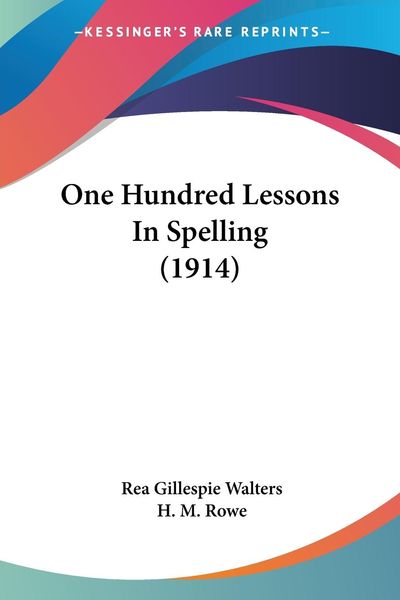 KESSINGER'S RARE REPRINTS
One Hundred Lessons
In Spelling
(1914)
Rea Gillespie Walters
H. M. Rowe